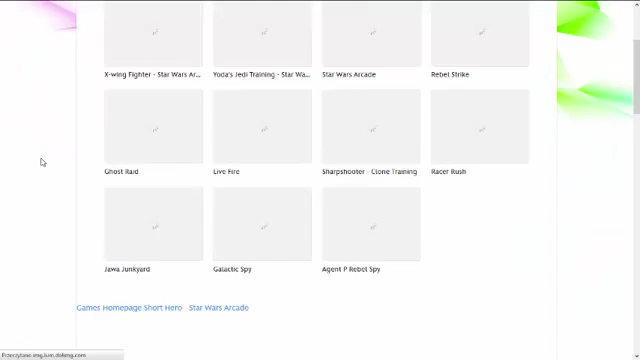 X-wing Fighter - Star Wars Ar... Yoda's Jedi Training - Star Wa... Star Wars Arcade Rebel Strike
Ghost Raid Live Fire Sharpshooter - Clone Training Racer Rush
Jawa Junkyard Galactic Spy Agent P Rebel Spy
Games Homepage Short Hero - Star Wars Arcade